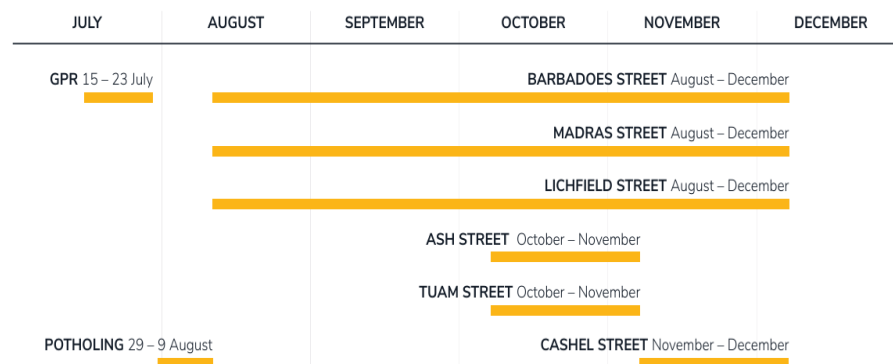 JULY AUGUST SEPTEMBER OCTOBER NOVEMBER DECEMBER
GPR 15 – 23 July
BARBADOES STREET August – December
MADRAS STREET August – December
LICHFIELD STREET August – December
ASH STREET October – November
TUAM STREET October – November
POTHOLING 29 – 9 August
CASHEL STREET November – December